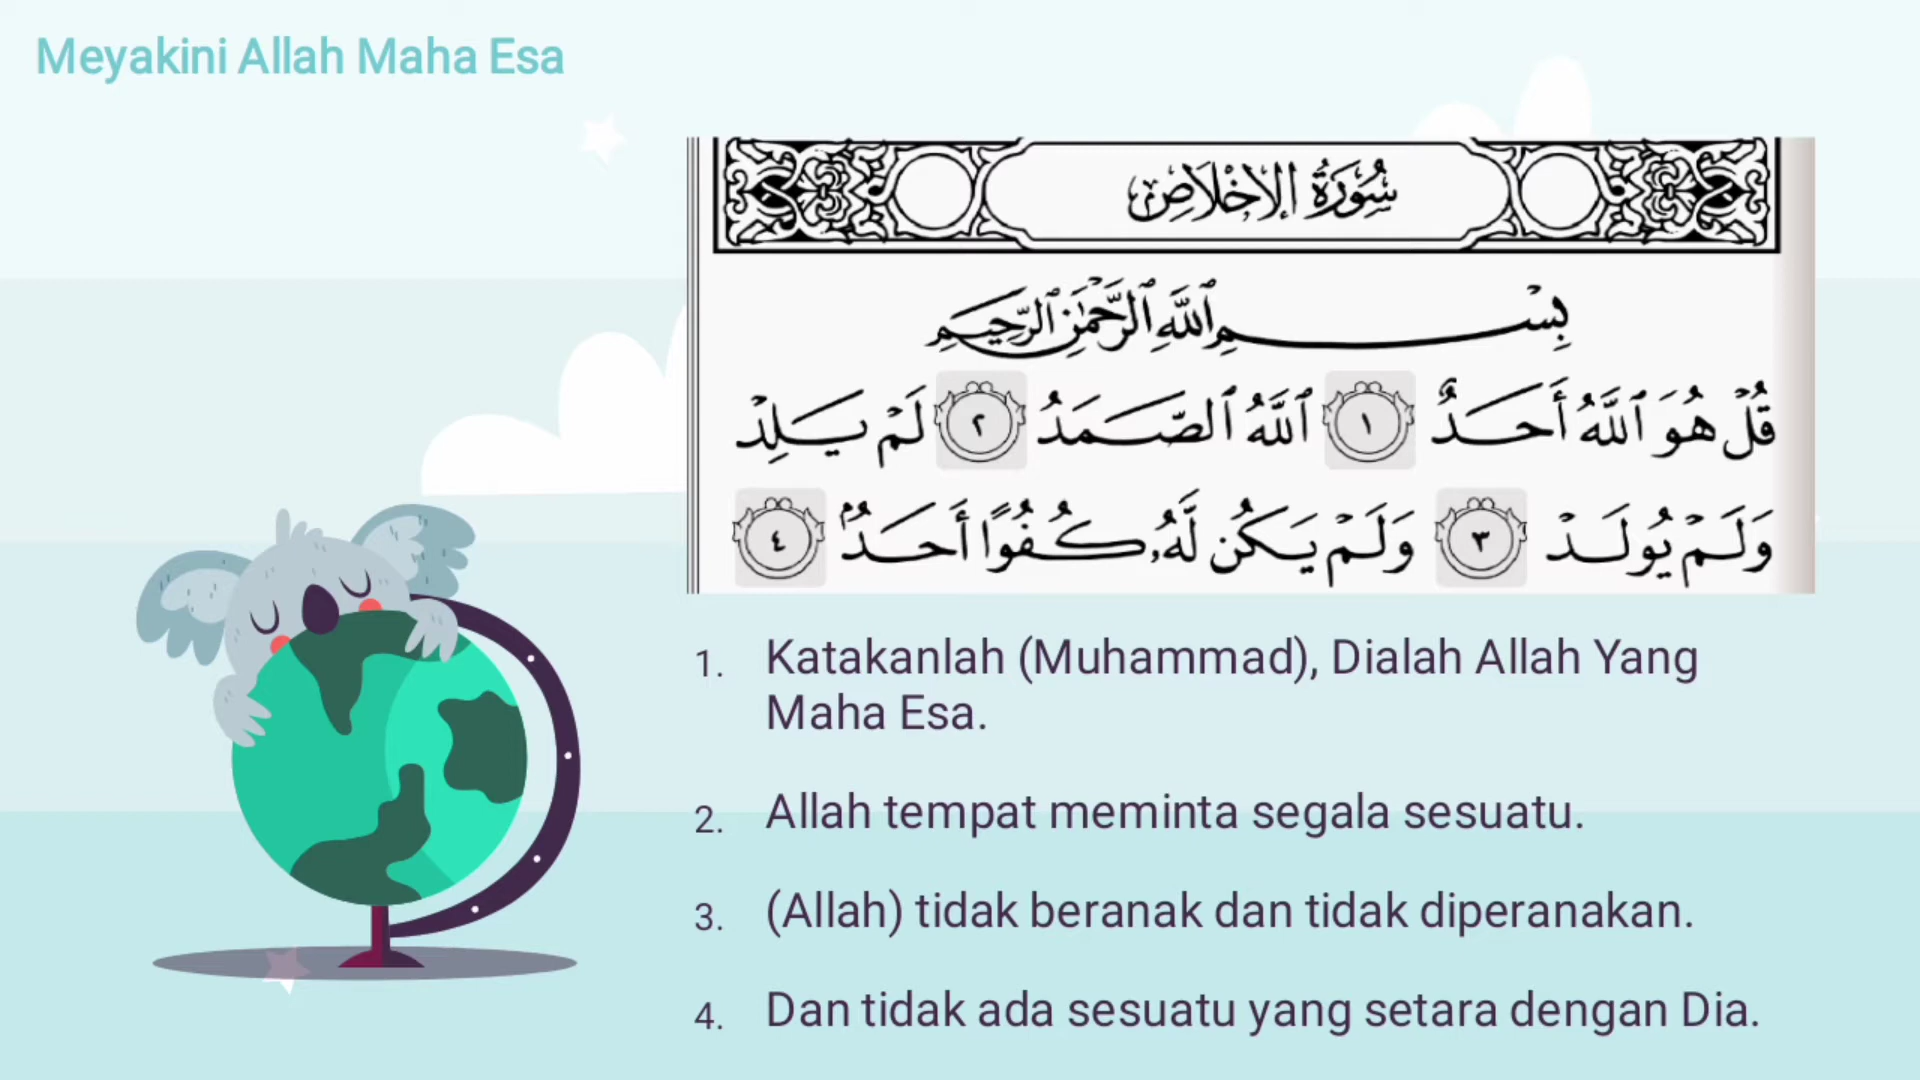 Meyakini Allah Maha Esa
سُورَةُ الإِخْلَاصِ
بِسْمِ ٱللَّهِ ٱلرَّحْمَٰنِ ٱلرَّحِيمِ
قُلْ هُوَ ٱللَّهُ أَحَدٌ ١ ٱللَّهُ ٱلصَّمَدُ ٢ لَمْ يَلِدْ
وَلَمْ يُولَدْ ٣ وَلَمْ يَكُن لَّهُۥ كُفُوًا أَحَدٌۢ ٤
1. Katakanlah (Muhammad), Dialah Allah Yang
Maha Esa.
2. Allah tempat meminta segala sesuatu.
3. (Allah) tidak beranak dan tidak diperanakan.
4. Dan tidak ada sesuatu yang setara dengan Dia.